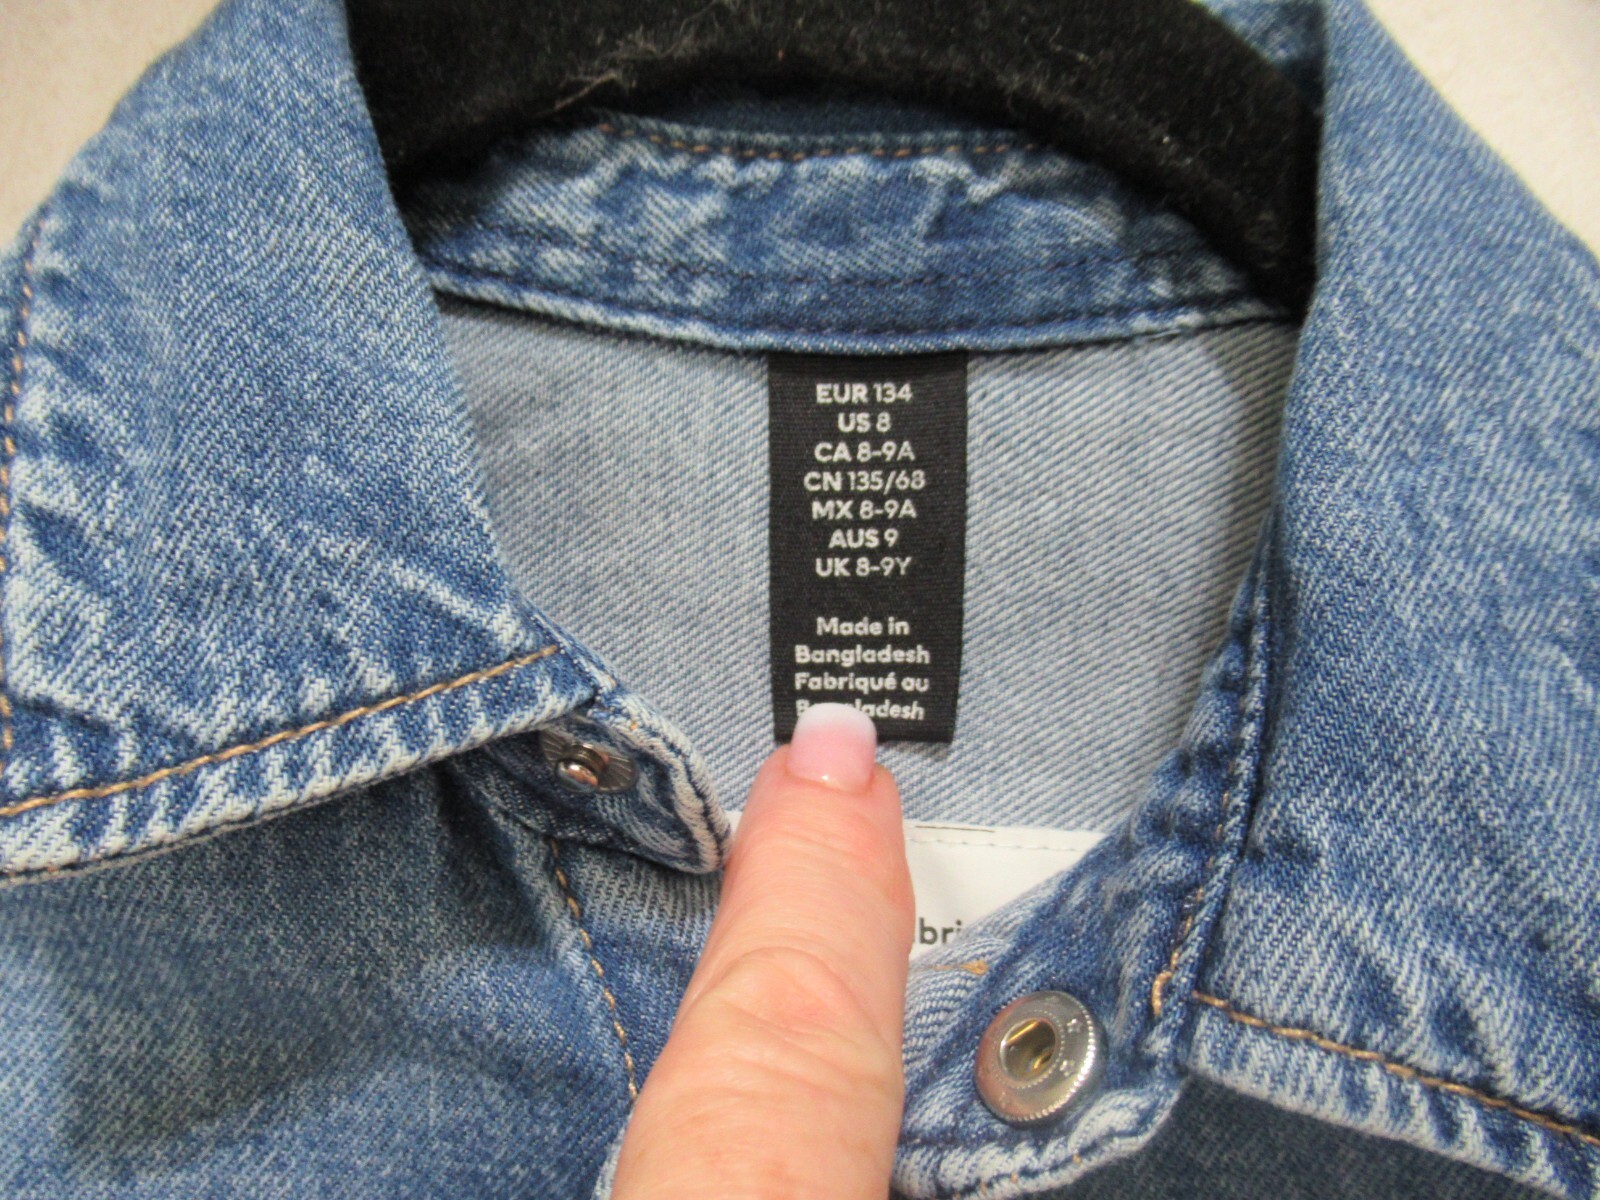 EUR 134
US 8
CA 8-9A
CN 135/68
MX 8-9A
AUS 9
UK 8-9Y
Made in
Bangladesh
Fabriqué au